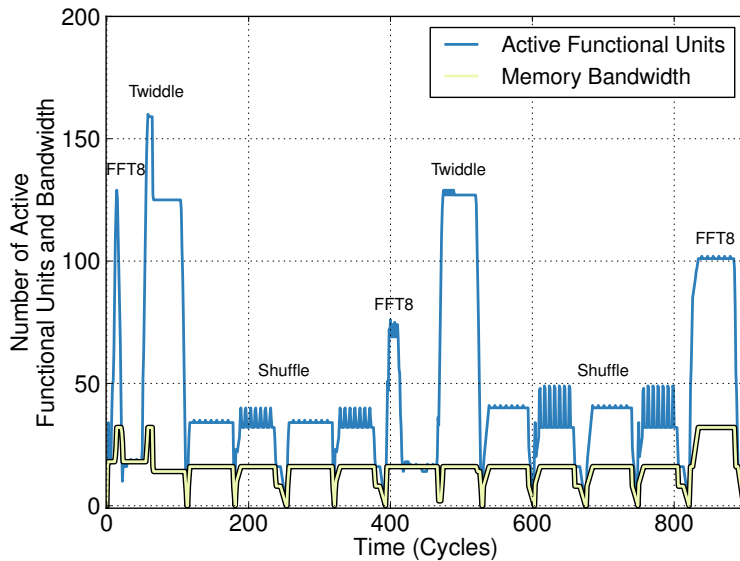 200
150
100
50
0
Number of Active
Functional Units and Bandwidth
Active Functional Units
Memory Bandwidth
Twiddle
FFT8
Shuffle
FFT8
Twiddle
Shuffle
FFT8
0
200
400
600
800
Time (Cycles)